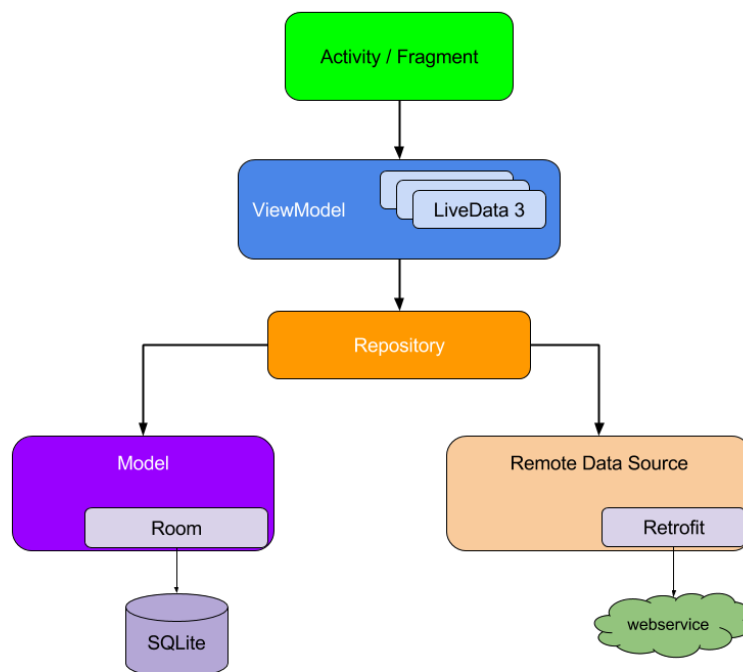 Activity / Fragment
ViewModel
LiveData 3
Repository
Model
Room
SQLite
Remote Data Source
Retrofit
webservice